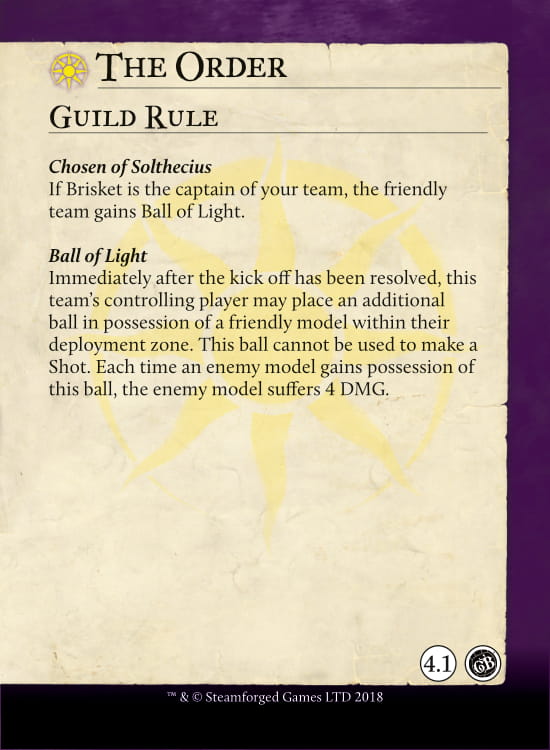 The Order
Guild Rule
Chosen of Solthecius
If Brisket is the captain of your team, the friendly
team gains Ball of Light.
Ball of Light
Immediately after the kick off has been resolved, this
team's controlling player may place an additional
ball in possession of a friendly model within their
deployment zone. This ball cannot be used to make a
Shot. Each time an enemy model gains possession of
this ball, the enemy model suffers 4 DMG.
4.1
GB
™ & © Steamforged Games LTD 2018